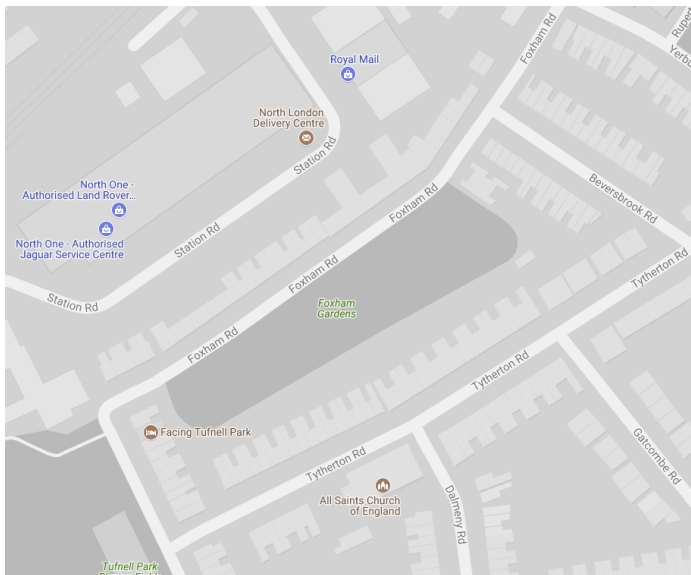 Foxham Rd
Rupert
Yerbu
Royal Mail
North London
Delivery Centre
Station Rd
North One -
Authorised Land Rover...
Beversbrook Rd
Foxham Rd
North One - Authorised
Jaguar Service Centre
Station Rd
Tytherton Rd
Foxham Rd
Station Rd
Foxham
Gardens
Foxham Rd
Tytherton Rd
Facing Tufnell Park
Gatcombe Rd
Tytherton Rd
All Saints Church
of England
Dalmeny Rd
Tufnell Park